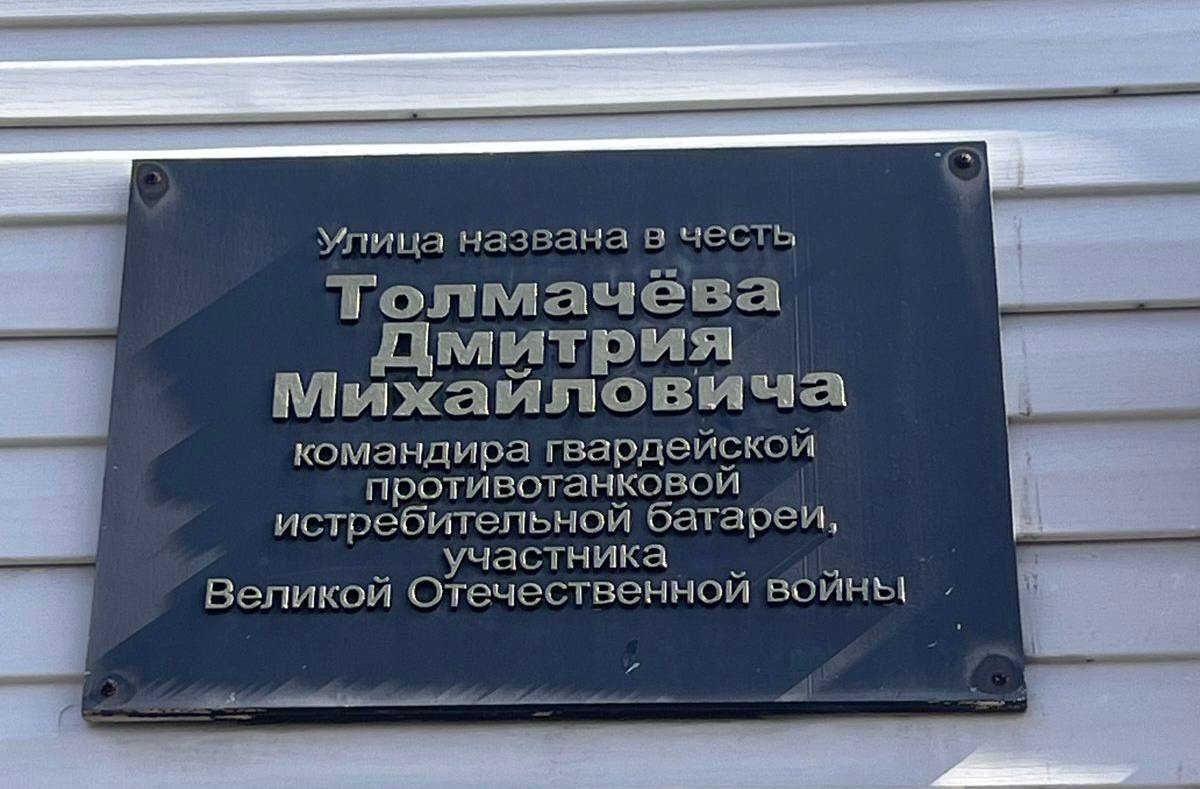 Улица названа в честь
Толмачёва
Дмитрия
Михайловича
командира гвардейской
противотанковой
истребительной батареи,
участника
Великой Отечественной войны